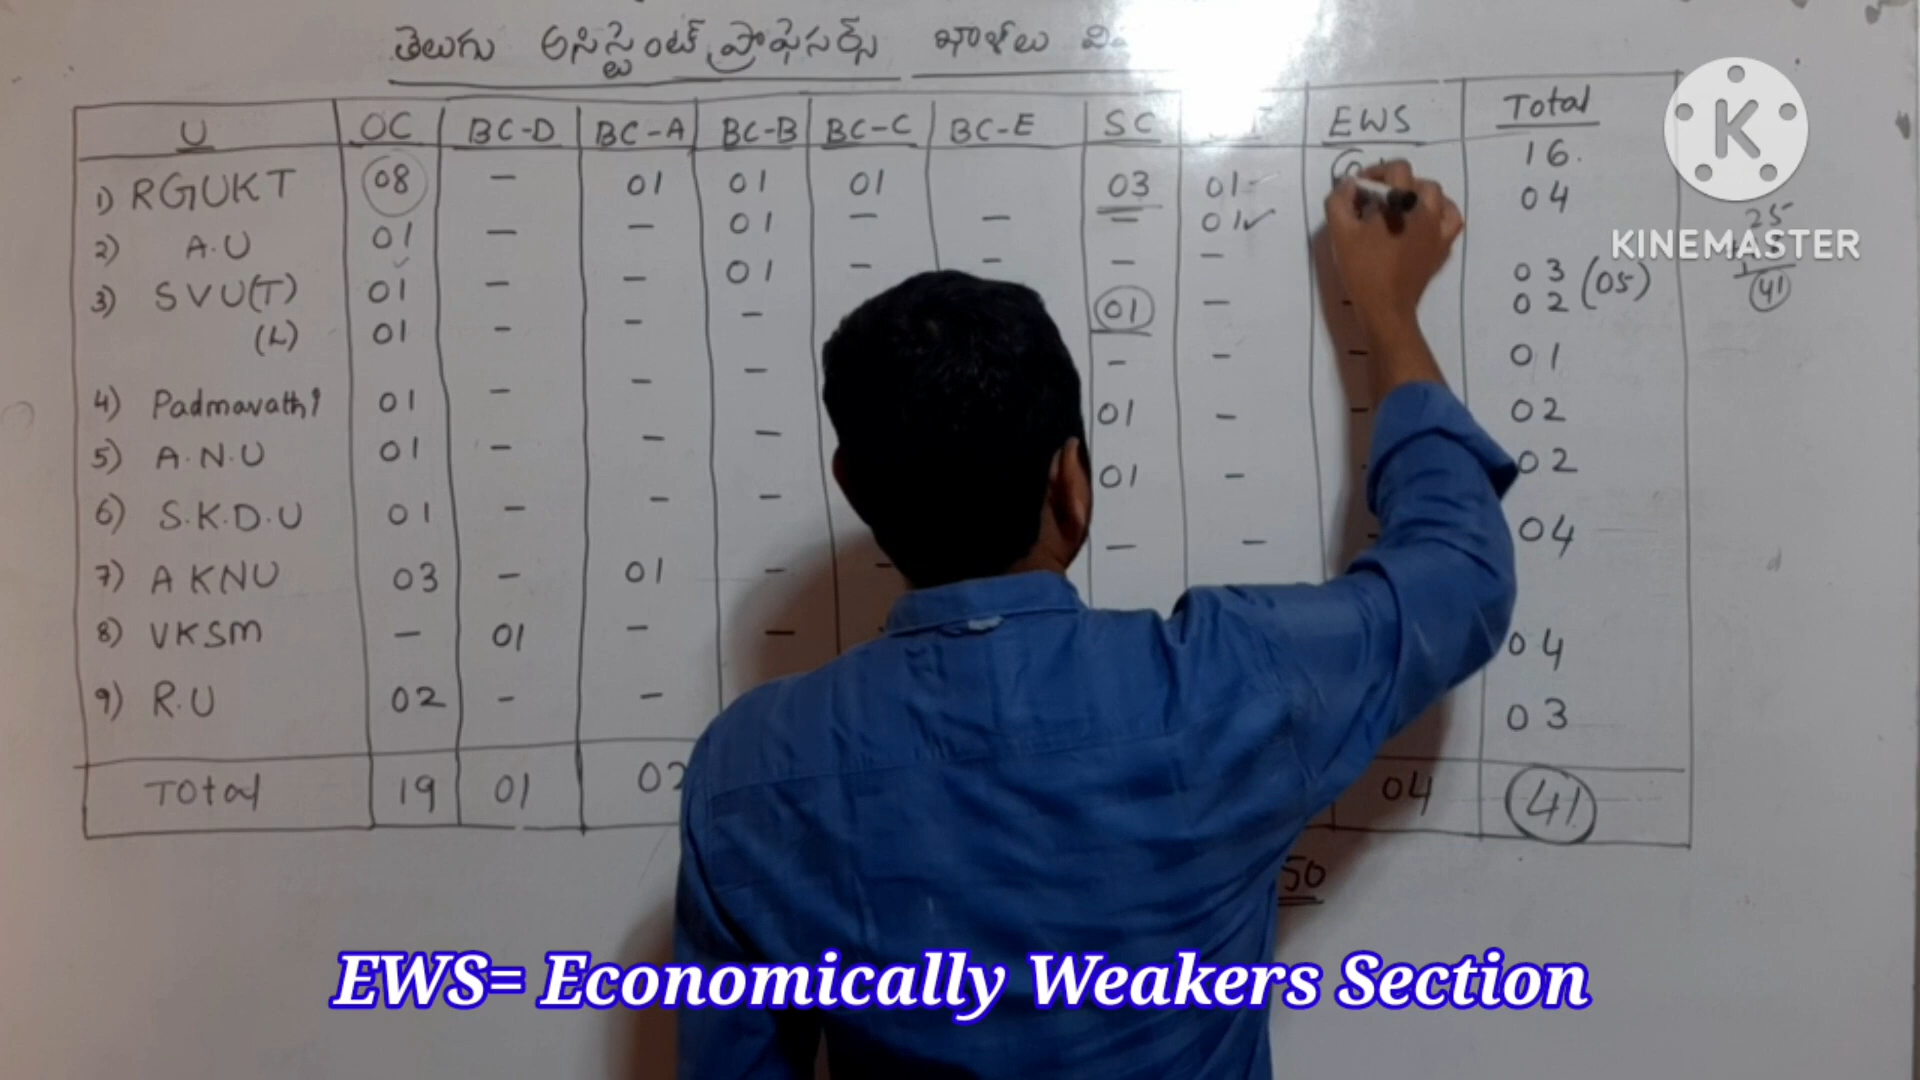 తెలుగు అసిస్టెంట్ ప్రొఫెసర్స్ ఖాళీలు
U OC BC-D BC-A BC-B BC-C BC-E SC EWS Total
1) RGUKT 08 - 01 01 01 03 01 16.
2) A.U 01 - - 01 - - - 01✓ 04
3) SVU(T) 01 - - 01 - - - - 03 (05)
(L) 01 - - - 01 - - 02
4) Padmavathi 01 - - - - - - 01
5) A.N.U 01 - - - 01 - - 02
6) S.K.D.U 01 - - - 01 - 02
7) AKNU 03 - 01 - - - - - 04
8) VKSM - 01 - - 04
9) R.U 02 - - 03
Total 19 01 02 04 41
25
41
50
KINEMASTER
K
EWS= Economically Weakers Section